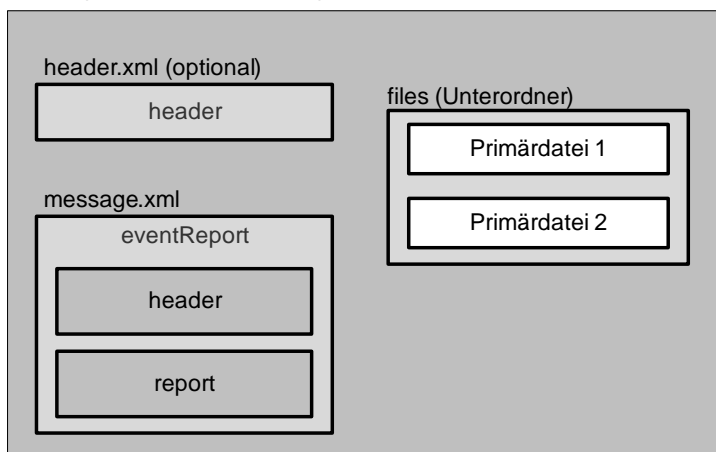 header.xml (optional)
header
files (Unterordner)
Primärdatei 1
Primärdatei 2
message.xml
eventReport
header
report